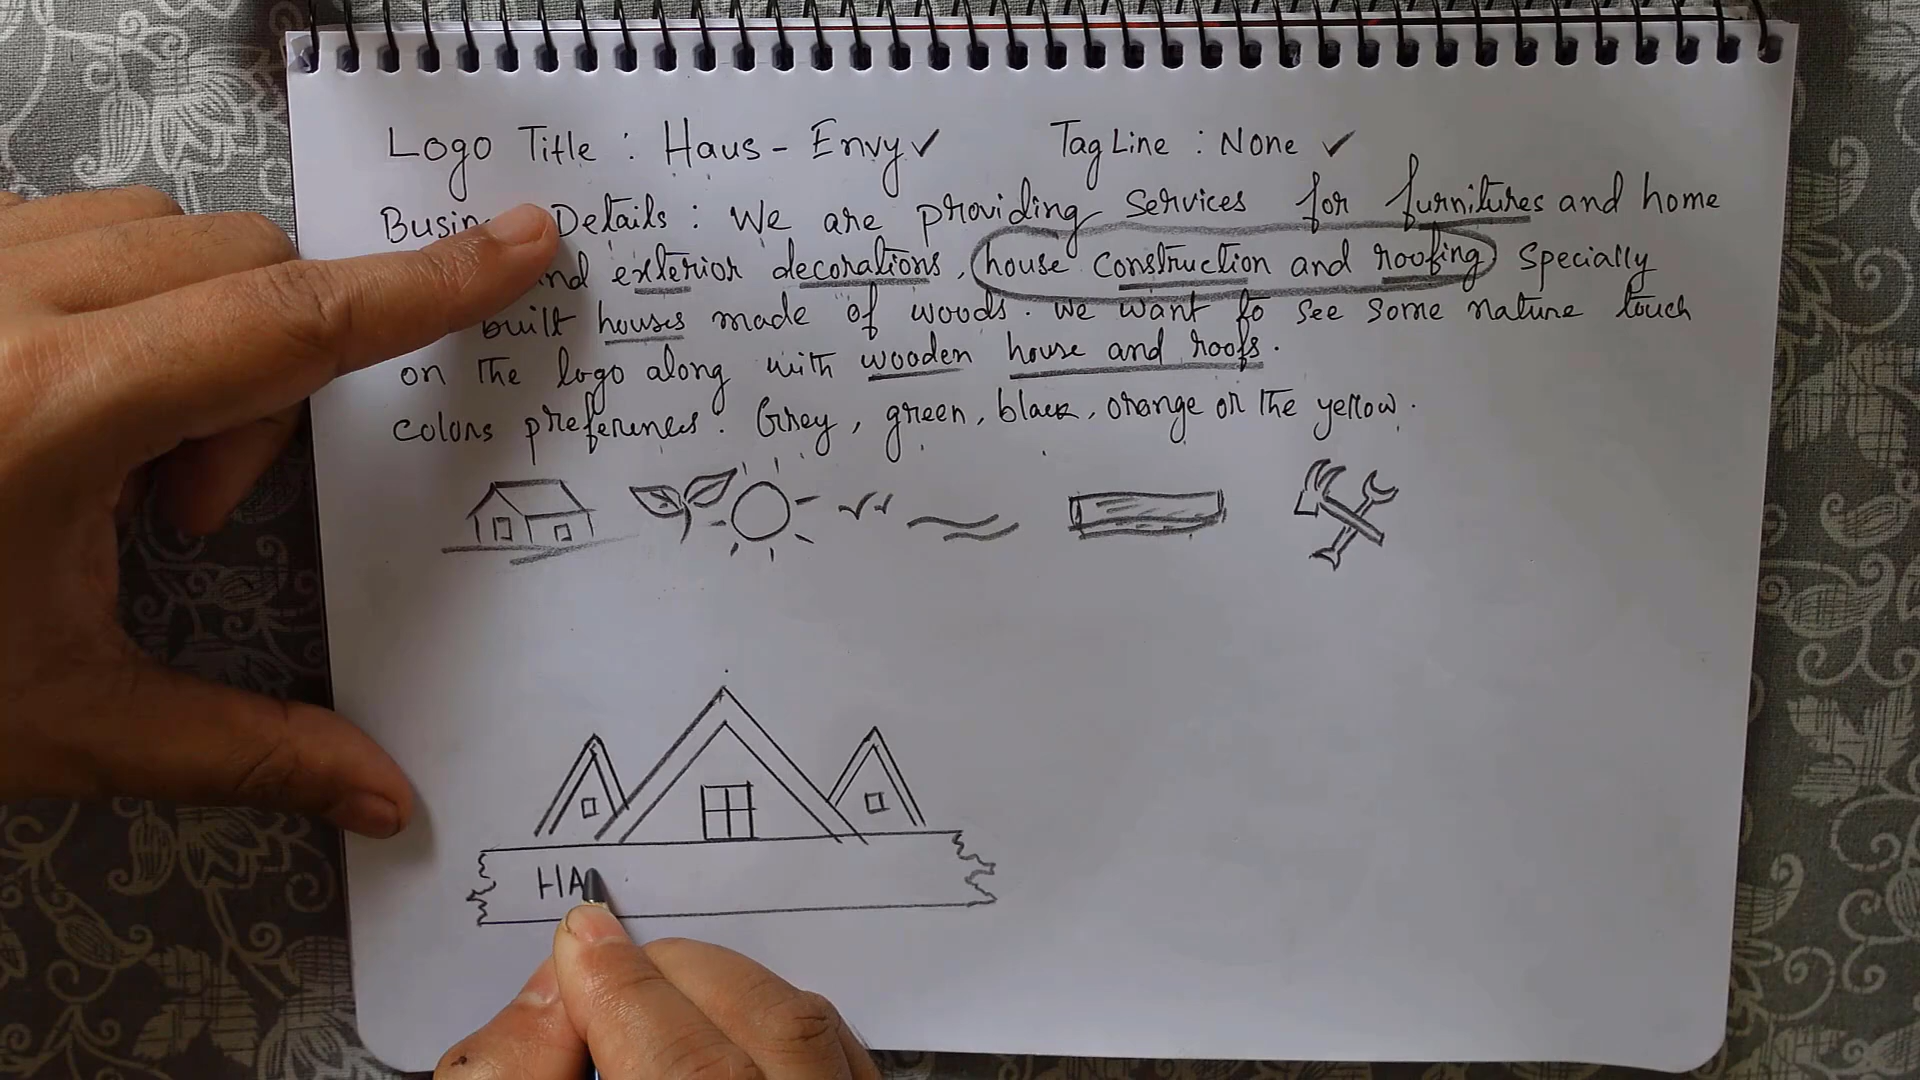 Logo Title : Haus - Envy ✓ TagLine : None ✓
Details : We are providing services for furnitures and home
exterior decorations, house construction and roofing specially
built houses made of woods. we want to see some nature touch
on the logo along with wooden house and roofs.
colors preferences. Grey, green, black, orange or the yellow.
HA